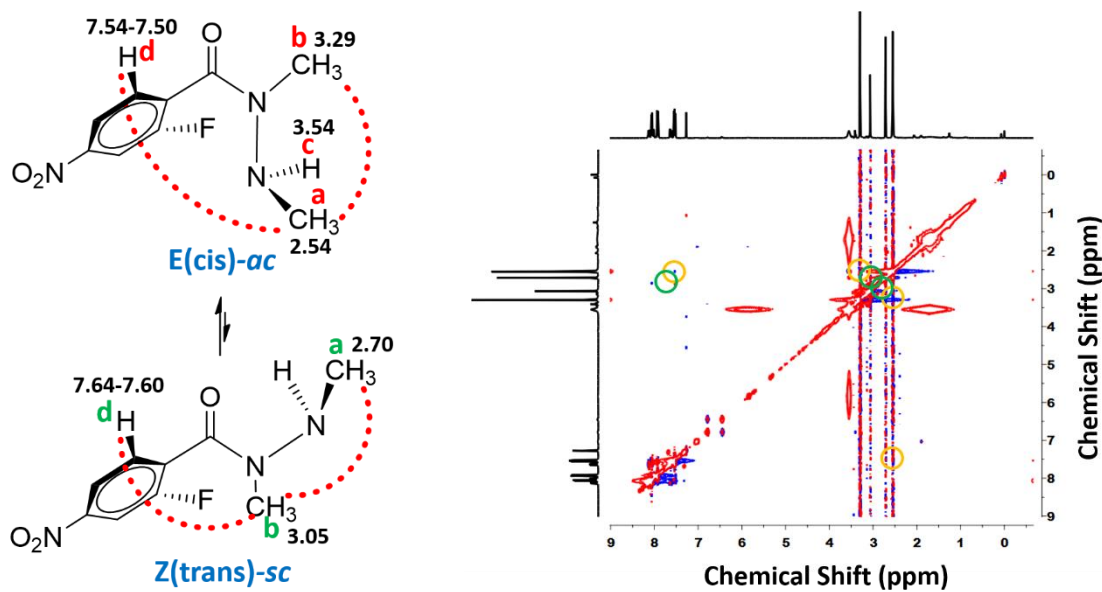 7.54-7.50
H d
O
b 3.29
CH3
N
F
3.54
c
H
N
a
O2N
CH3
2.54
E(cis)-ac
a 2.70
H
CH3
7.64-7.60
d
H
O
N
N
F
CH3
b 3.05
O2N
Z(trans)-sc
0
1
2
3
4
5
6
7
8
9
Chemical Shift (ppm)
9 8 7 6 5 4 3 2 1 0
Chemical Shift (ppm)